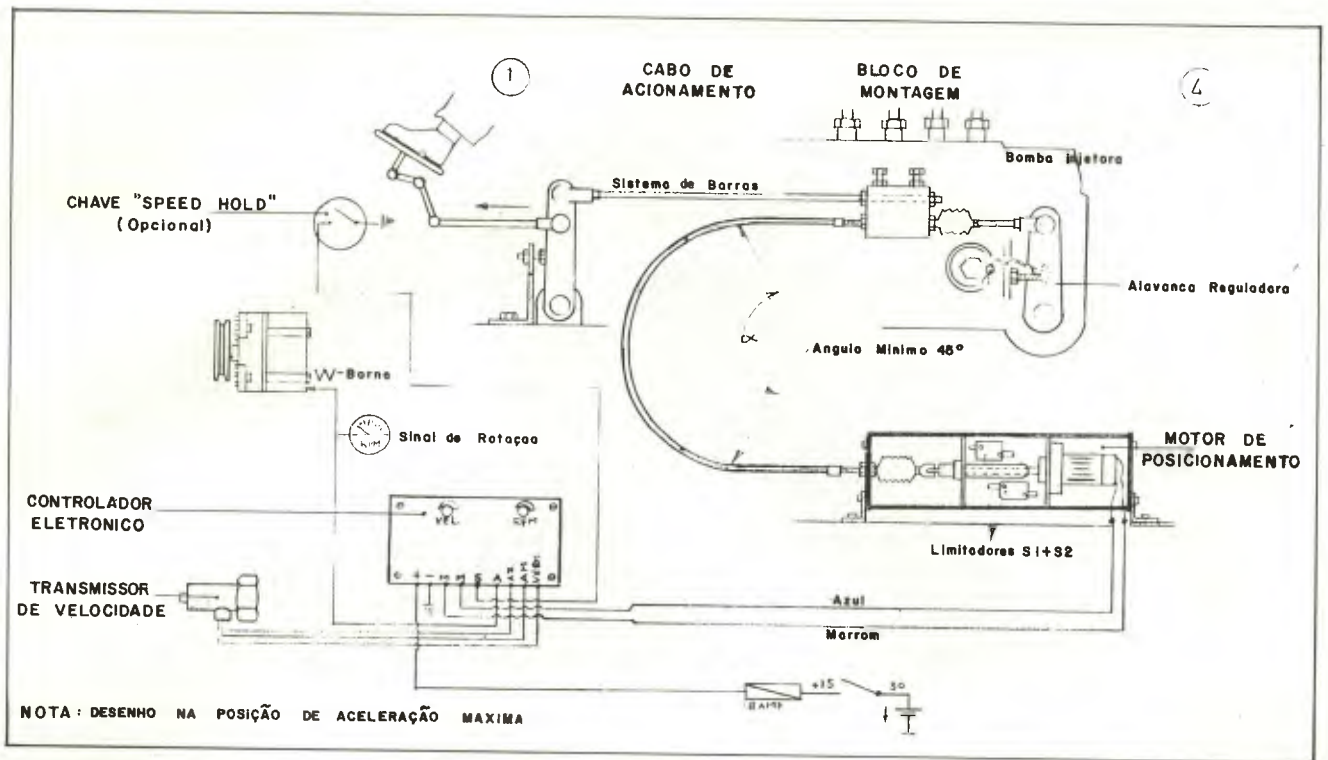 1
CABO DE
ACIONAMENTO
BLOCO DE
MONTAGEM
4
Bomba injetora
CHAVE "SPEED HOLD"
(Opcional)
Sistema de Barras
Alavanca Reguladora
α
Angulo Minimo 45°
W-Borne
RPM
Sinal de Rotaçao
MOTOR DE
POSICIONAMENTO
CONTROLADOR
ELETRONICO
VEL.
RPM
Limitadores S1+S2
+ - M M S A
TRANSMISSOR
DE VELOCIDADE
Azul
Marrom
+15
30
NOTA: DESENHO NA POSIÇÃO DE ACELERAÇÃO MAXIMA